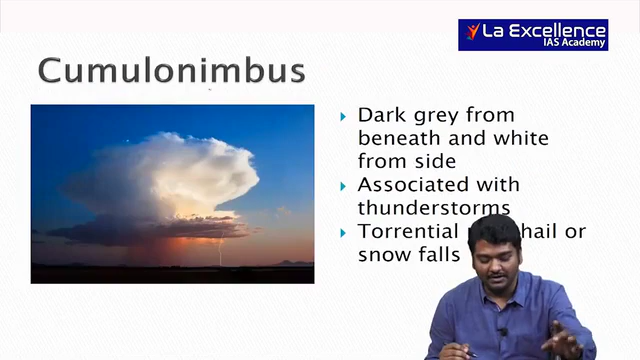 La Excellence
IAS Academy
Cumulonimbus
Dark grey from
beneath and white
from side
Associated with
thunderstorms
Torrential hail or
snow falls